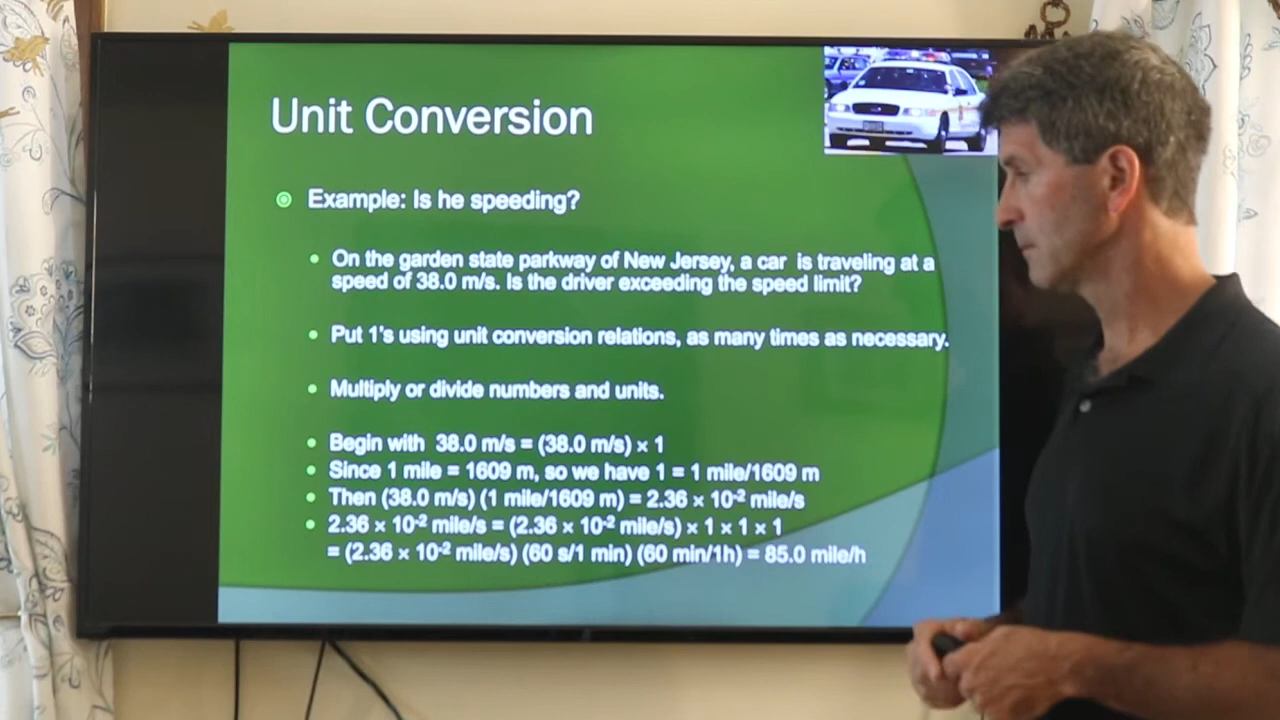 Unit Conversion
Example: Is he speeding?
On the garden state parkway of New Jersey, a car is traveling at a
speed of 38.0 m/s. Is the driver exceeding the speed limit?
Put 1's using unit conversion relations, as many times as necessary.
Multiply or divide numbers and units.
Begin with 38.0 m/s = (38.0 m/s) × 1
Since 1 mile = 1609 m, so we have 1 = 1 mile/1609 m
Then (38.0 m/s) (1 mile/1609 m) = 2.36 × 10⁻² mile/s
2.36 × 10⁻² mile/s = (2.36 × 10⁻² mile/s) × 1 × 1 × 1
= (2.36 × 10⁻² mile/s) (60 s/1 min) (60 min/1h) = 85.0 mile/h